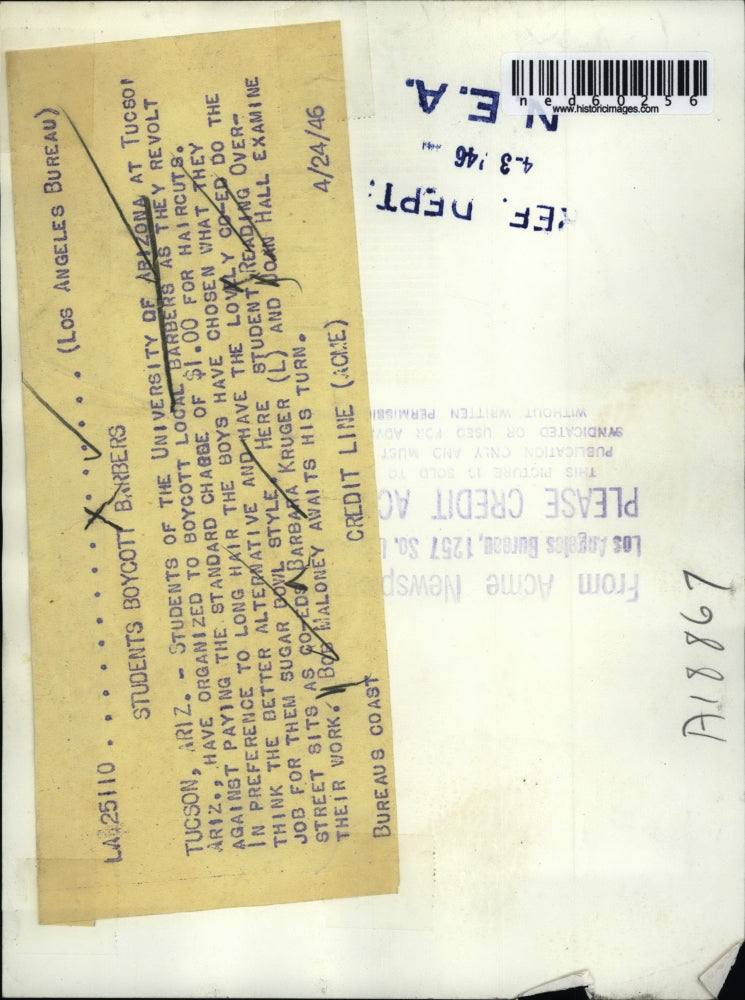 LA 25110 . . . . . . . . . . . . . . . . (LOS ANGELES BUREAU)
STUDENTS BOYCOTT BARBERS
TUCSON, ARIZ. - STUDENTS OF THE UNIVERSITY OF ARIZONA AT TUCSON
ARIZ., HAVE ORGANIZED TO BOYCOTT LOCAL BARBERS AS THEY REVOLT
AGAINST PAYING THE STANDARD CHARGE OF $1.00 FOR HAIRCUTS.
IN PREFERENCE TO LONG HAIR THE BOYS HAVE CHOSEN WHAT THEY
THINK THE BETTER ALTERNATIVE AND HAVE THE LOVELY CO-ED DO THE
JOB FOR THEM SUGAR BOWL STYLE. HERE STUDENT READING OVER-
STREET SITS AS CO-EDS BARBARA KRUGER (L) AND JOAN HALL EXAMINE
THEIR WORK. BOB MALONEY AWAITS HIS TURN.
BUREAUS COAST CREDIT LINE (ACME) 4/24/46
ned60256
www.historicimages.com
N.E.A.
4-3 '46
REF. DEPT.
From Acme Newsp
Los Angeles Bureau, 1257 So. L
PLEASE CREDIT AC
THIS PICTURE IS SOLD TO
PUBLICATION ONLY AND MUST
SYNDICATED OR USED FOR ADV
WITHOUT WRITTEN PERMISSI
A18867